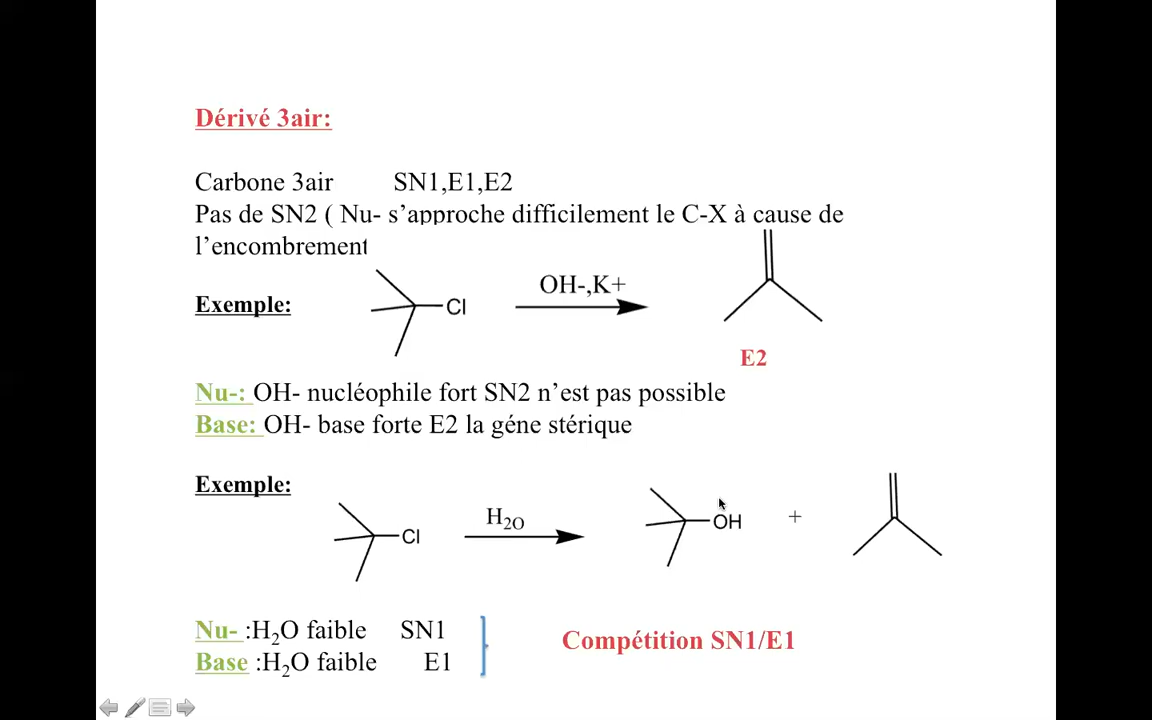 Dérivé 3air:
Carbone 3air SN1,E1,E2
Pas de SN2 ( Nu- s’approche difficilement le C-X à cause de
l’encombrement
Exemple:
Cl
OH-,K+
E2
Nu-: OH- nucléophile fort SN2 n’est pas possible
Base: OH- base forte E2 la géne stérique
Exemple:
Cl
H₂O
OH
+
Nu- :H₂O faible SN1
Base :H₂O faible E1
Compétition SN1/E1